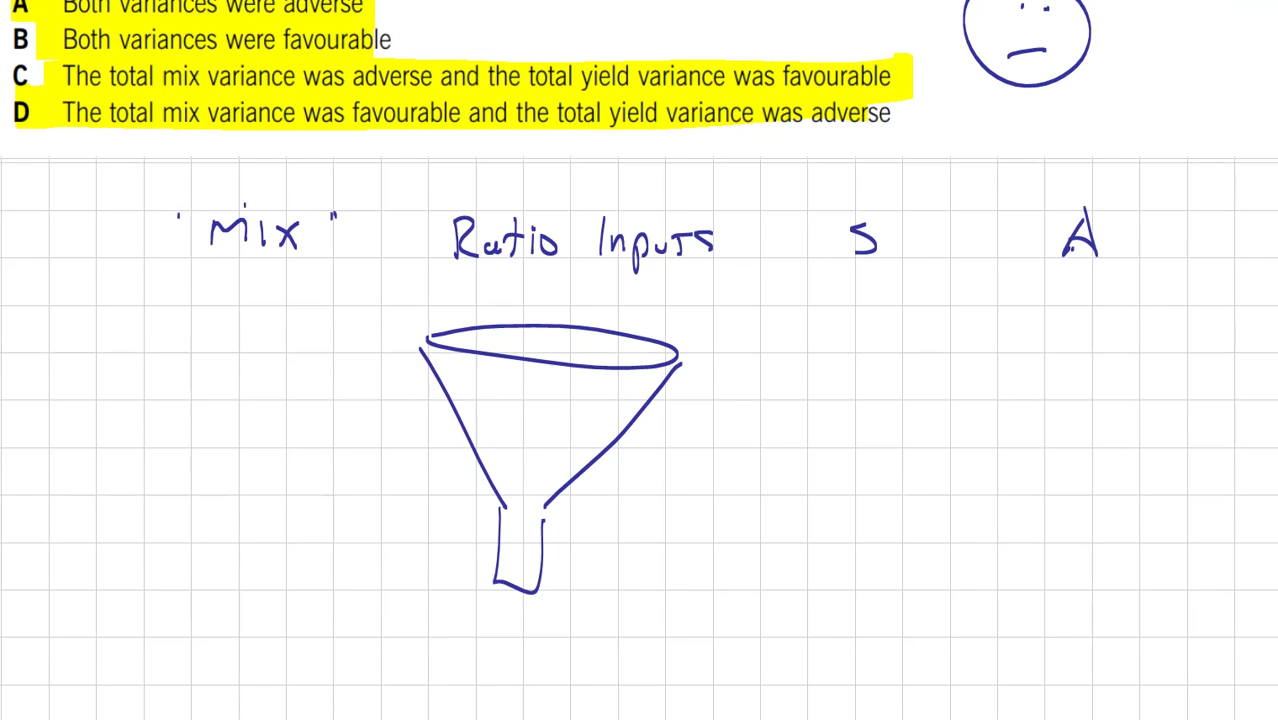 A Both variances were adverse
B Both variances were favourable
C The total mix variance was adverse and the total yield variance was favourable
D The total mix variance was favourable and the total yield variance was adverse
"Mix" Ratio Inputs S A